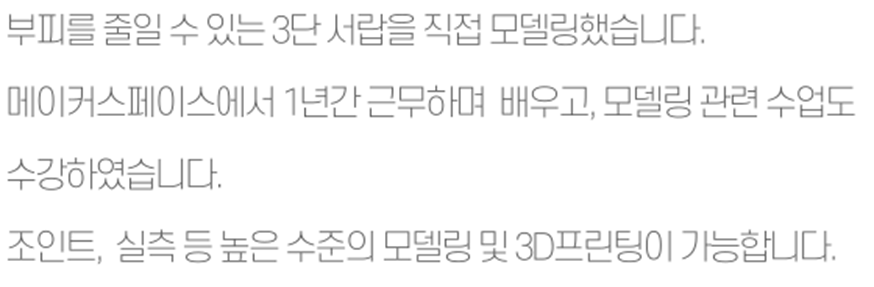 부피를 줄일 수 있는 3단 서랍을 직접 모델링했습니다.
메이커스페이스에서 1년간 근무하며 배우고, 모델링 관련 수업도
수강하였습니다.
조인트, 실측 등 높은 수준의 모델링 및 3D프린팅이 가능합니다.